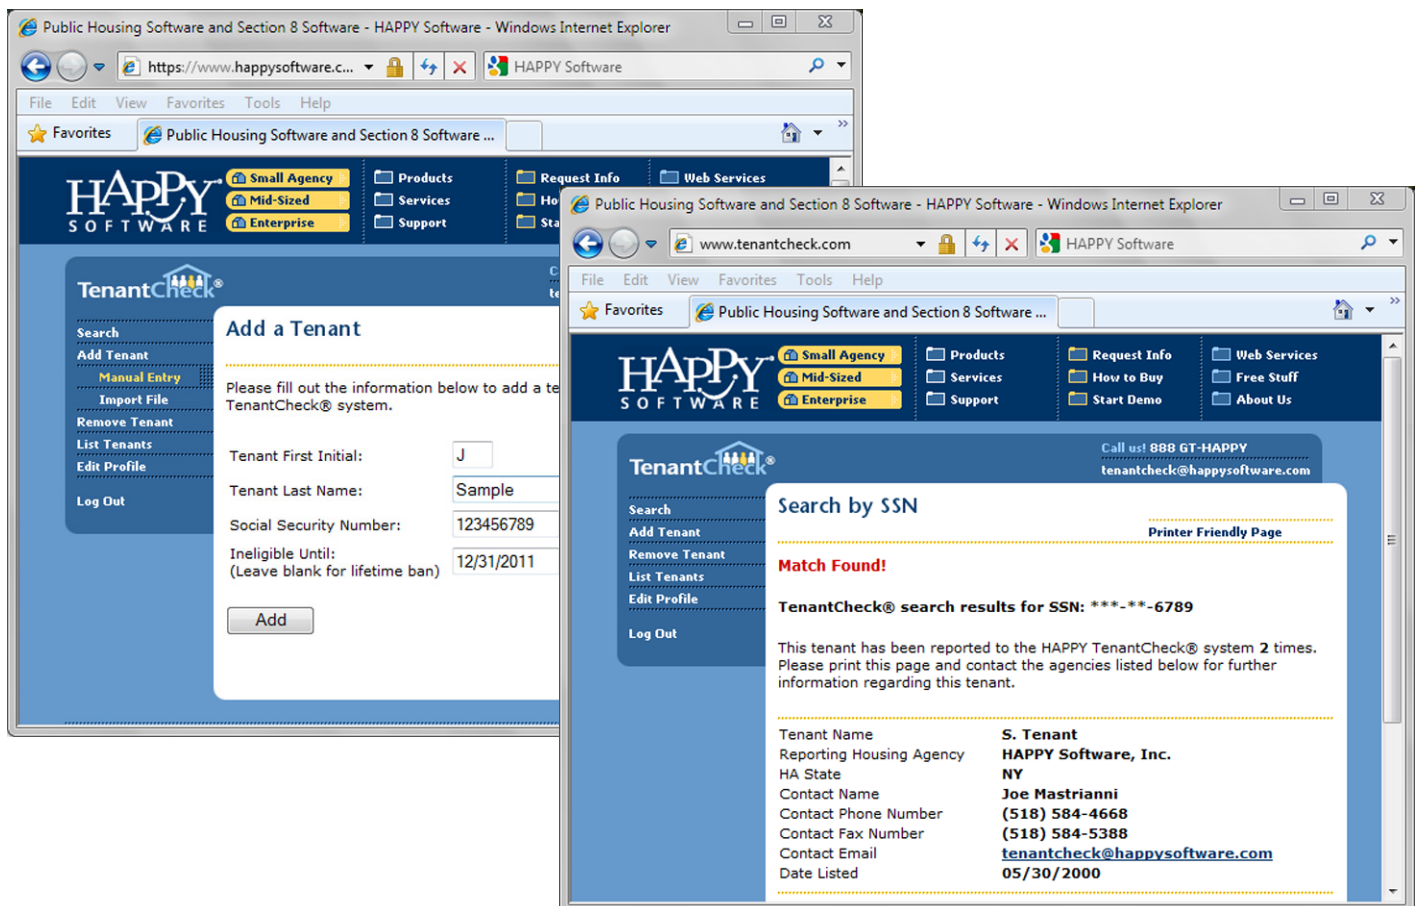 Public Housing Software and Section 8 Software - HAPPY Software - Windows Internet Explorer
https://www.happysoftware.c...
HAPPY Software
File Edit View Favorites Tools Help
Favorites
Public Housing Software and Section 8 Software ...
HAPPY
SOFTWARE
Small Agency
Mid-Sized
Enterprise
Products
Services
Support
Request Info
Web Services
TenantCheck®
Search
Add Tenant
Manual Entry
Import File
Remove Tenant
List Tenants
Edit Profile
Log Out
Add a Tenant
Please fill out the information below to add a te
TenantCheck® system.
Tenant First Initial: J
Tenant Last Name: Sample
Social Security Number: 123456789
Ineligible Until:
(Leave blank for lifetime ban) 12/31/2011
Add
Public Housing Software and Section 8 Software - HAPPY Software - Windows Internet Explorer
www.tenantcheck.com
HAPPY Software
File Edit View Favorites Tools Help
Favorites
Public Housing Software and Section 8 Software ...
HAPPY
SOFTWARE
Small Agency
Mid-Sized
Enterprise
Products
Services
Support
Request Info
How to Buy
Start Demo
Web Services
Free Stuff
About Us
TenantCheck®
Call us! 888 GT-HAPPY
tenantcheck@happysoftware.com
Search
Add Tenant
Remove Tenant
List Tenants
Edit Profile
Log Out
Search by SSN
Printer Friendly Page
Match Found!
TenantCheck® search results for SSN: ***-**-6789
This tenant has been reported to the HAPPY TenantCheck® system 2 times.
Please print this page and contact the agencies listed below for further
information regarding this tenant.
Tenant Name S. Tenant
Reporting Housing Agency HAPPY Software, Inc.
HA State NY
Contact Name Joe Mastrianni
Contact Phone Number (518) 584-4668
Contact Fax Number (518) 584-5388
Contact Email tenantcheck@happysoftware.com
Date Listed 05/30/2000